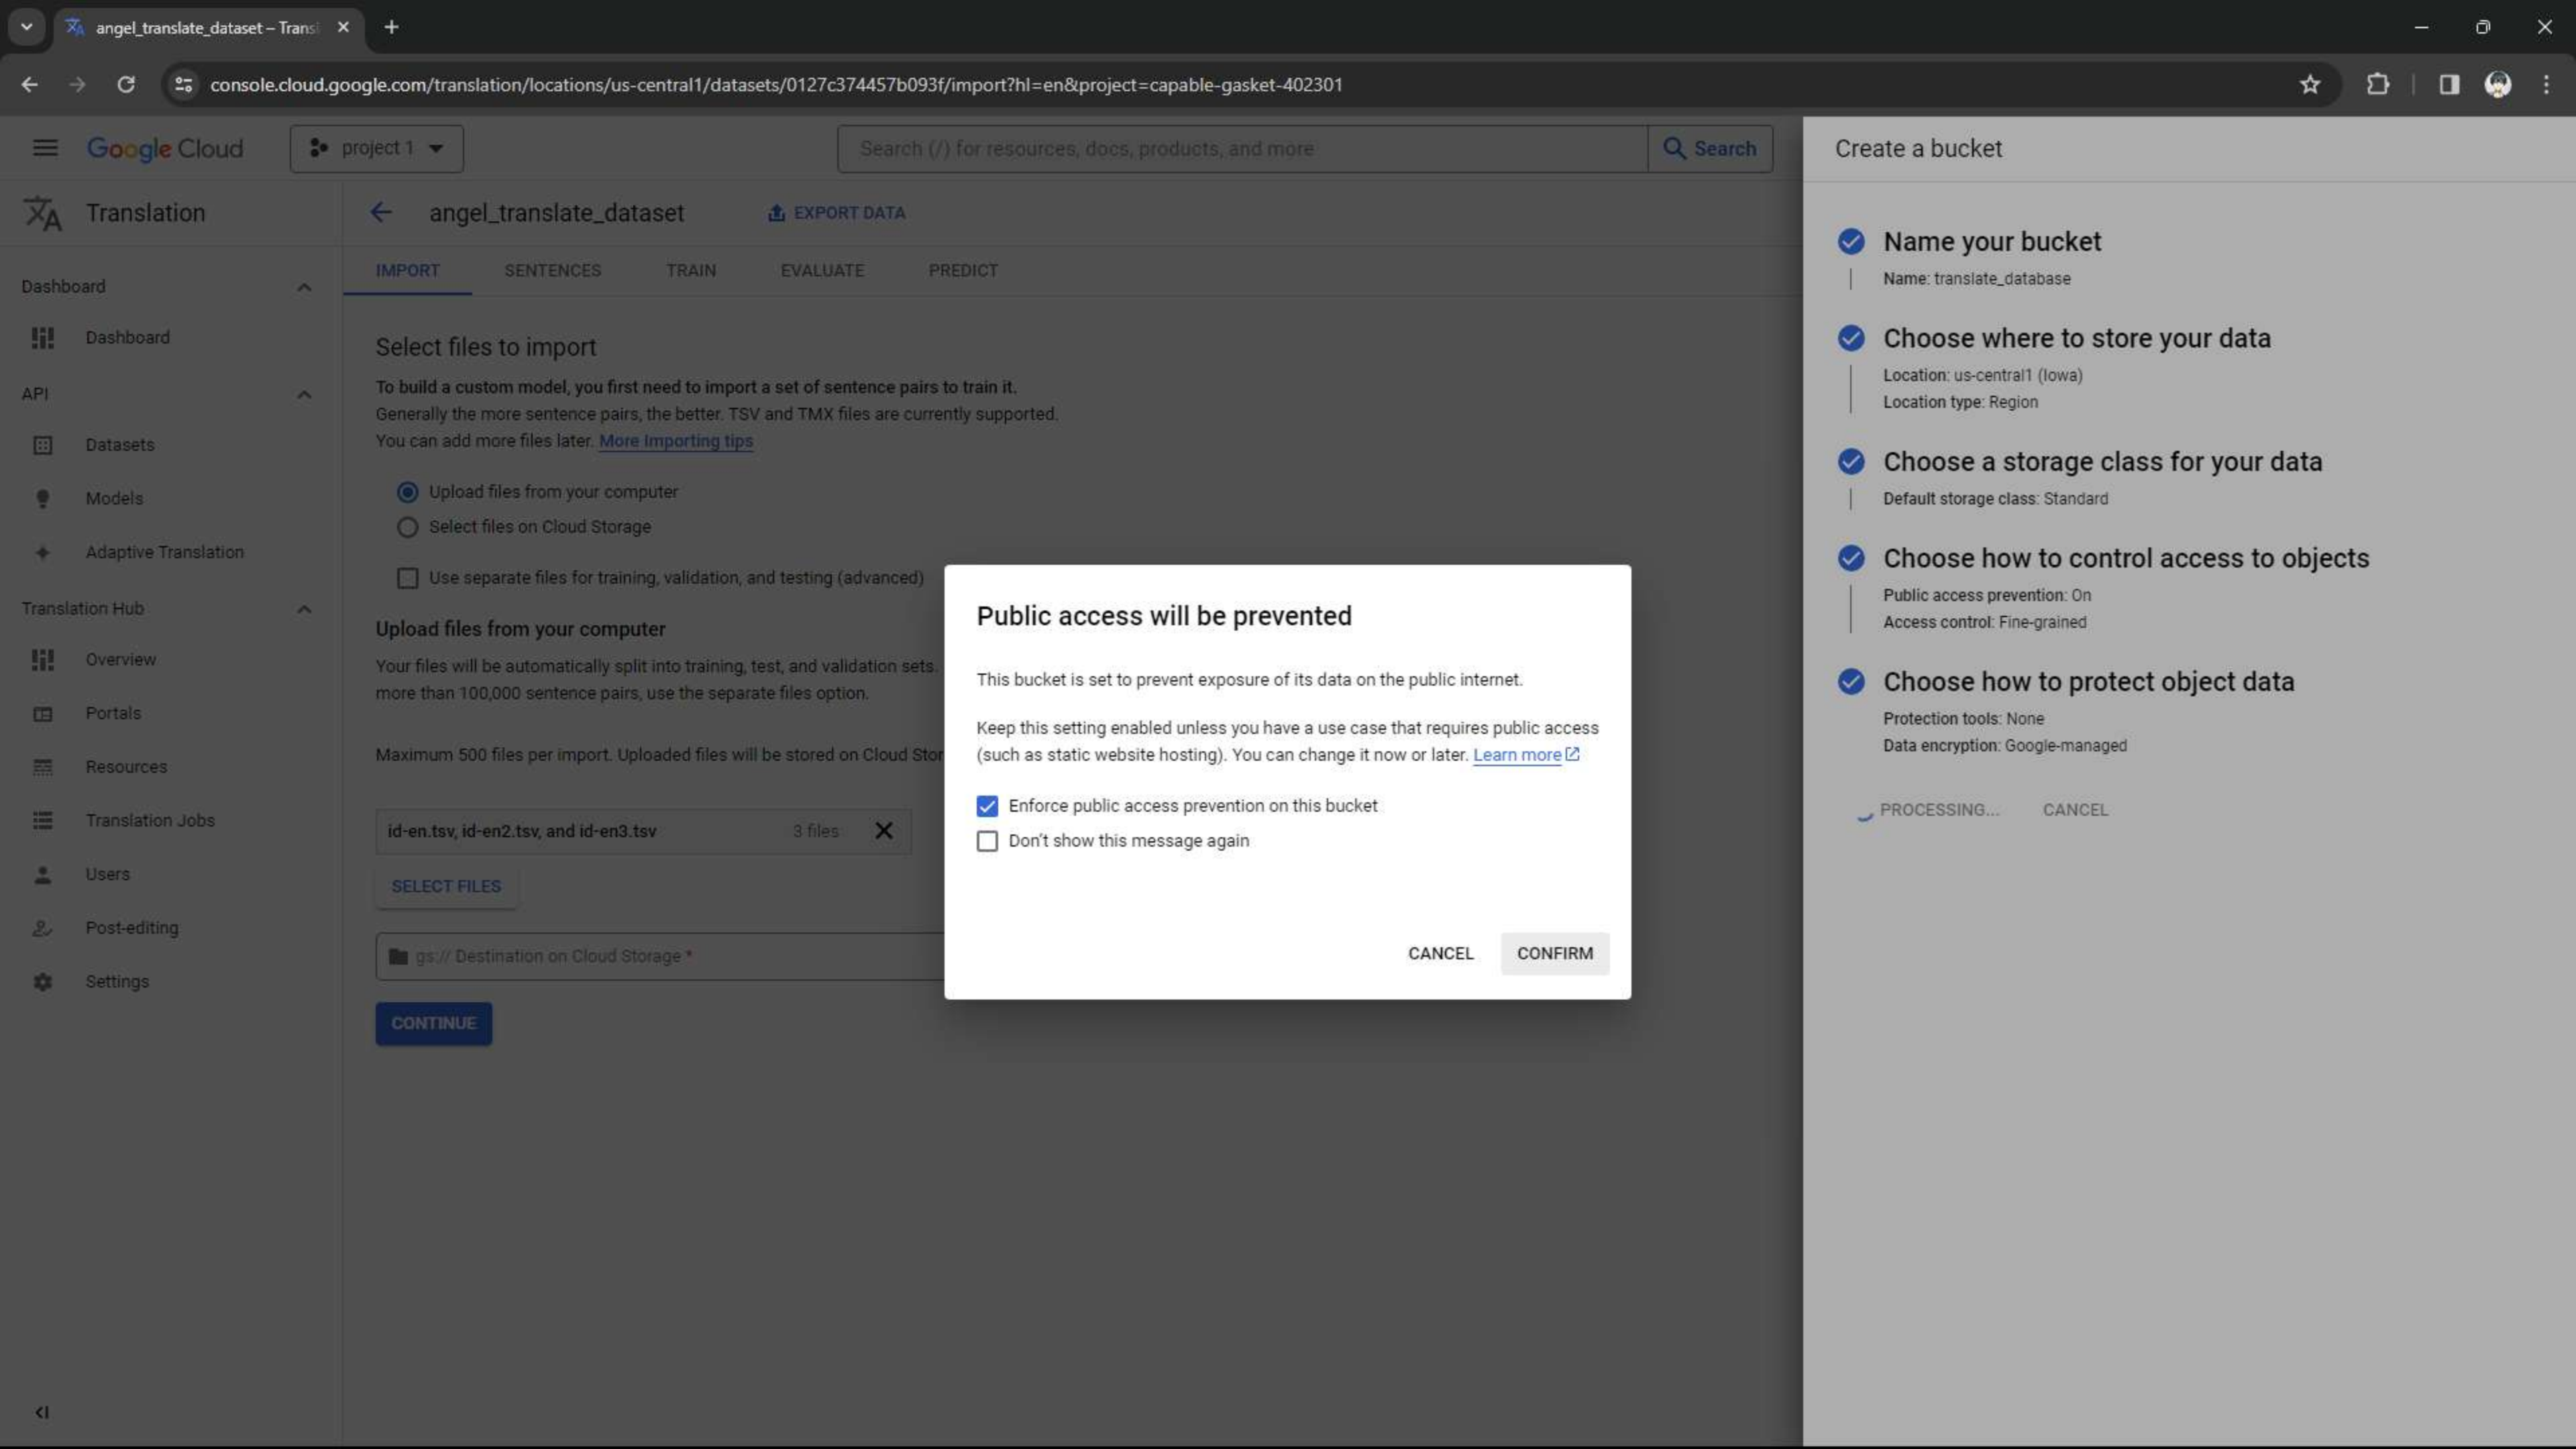 angel_translate_dataset – Trans
console.cloud.google.com/translation/locations/us-central1/datasets/0127c374457b093f/import?hl=en&project=capable-gasket-402301
Google Cloud
project 1
Search (/) for resources, docs, products, and more
Search
Create a bucket
Translation
angel_translate_dataset
EXPORT DATA
IMPORT
SENTENCES
TRAIN
EVALUATE
PREDICT
Dashboard
Dashboard
API
Datasets
Models
Adaptive Translation
Translation Hub
Overview
Portals
Resources
Translation Jobs
Users
Post-editing
Settings
Select files to import
To build a custom model, you first need to import a set of sentence pairs to train it.
Generally the more sentence pairs, the better. TSV and TMX files are currently supported.
You can add more files later. More Importing tips
Upload files from your computer
Select files on Cloud Storage
Use separate files for training, validation, and testing (advanced)
Upload files from your computer
Your files will be automatically split into training, test, and validation sets.
more than 100,000 sentence pairs, use the separate files option.
Maximum 500 files per import. Uploaded files will be stored on Cloud Stor
id-en.tsv, id-en2.tsv, and id-en3.tsv
3 files
SELECT FILES
gs:// Destination on Cloud Storage *
CONTINUE
Public access will be prevented
This bucket is set to prevent exposure of its data on the public internet.
Keep this setting enabled unless you have a use case that requires public access
(such as static website hosting). You can change it now or later. Learn more
Enforce public access prevention on this bucket
Don't show this message again
CANCEL
CONFIRM
Name your bucket
Name: translate_database
Choose where to store your data
Location: us-central1 (Iowa)
Location type: Region
Choose a storage class for your data
Default storage class: Standard
Choose how to control access to objects
Public access prevention: On
Access control: Fine-grained
Choose how to protect object data
Protection tools: None
Data encryption: Google-managed
PROCESSING...
CANCEL